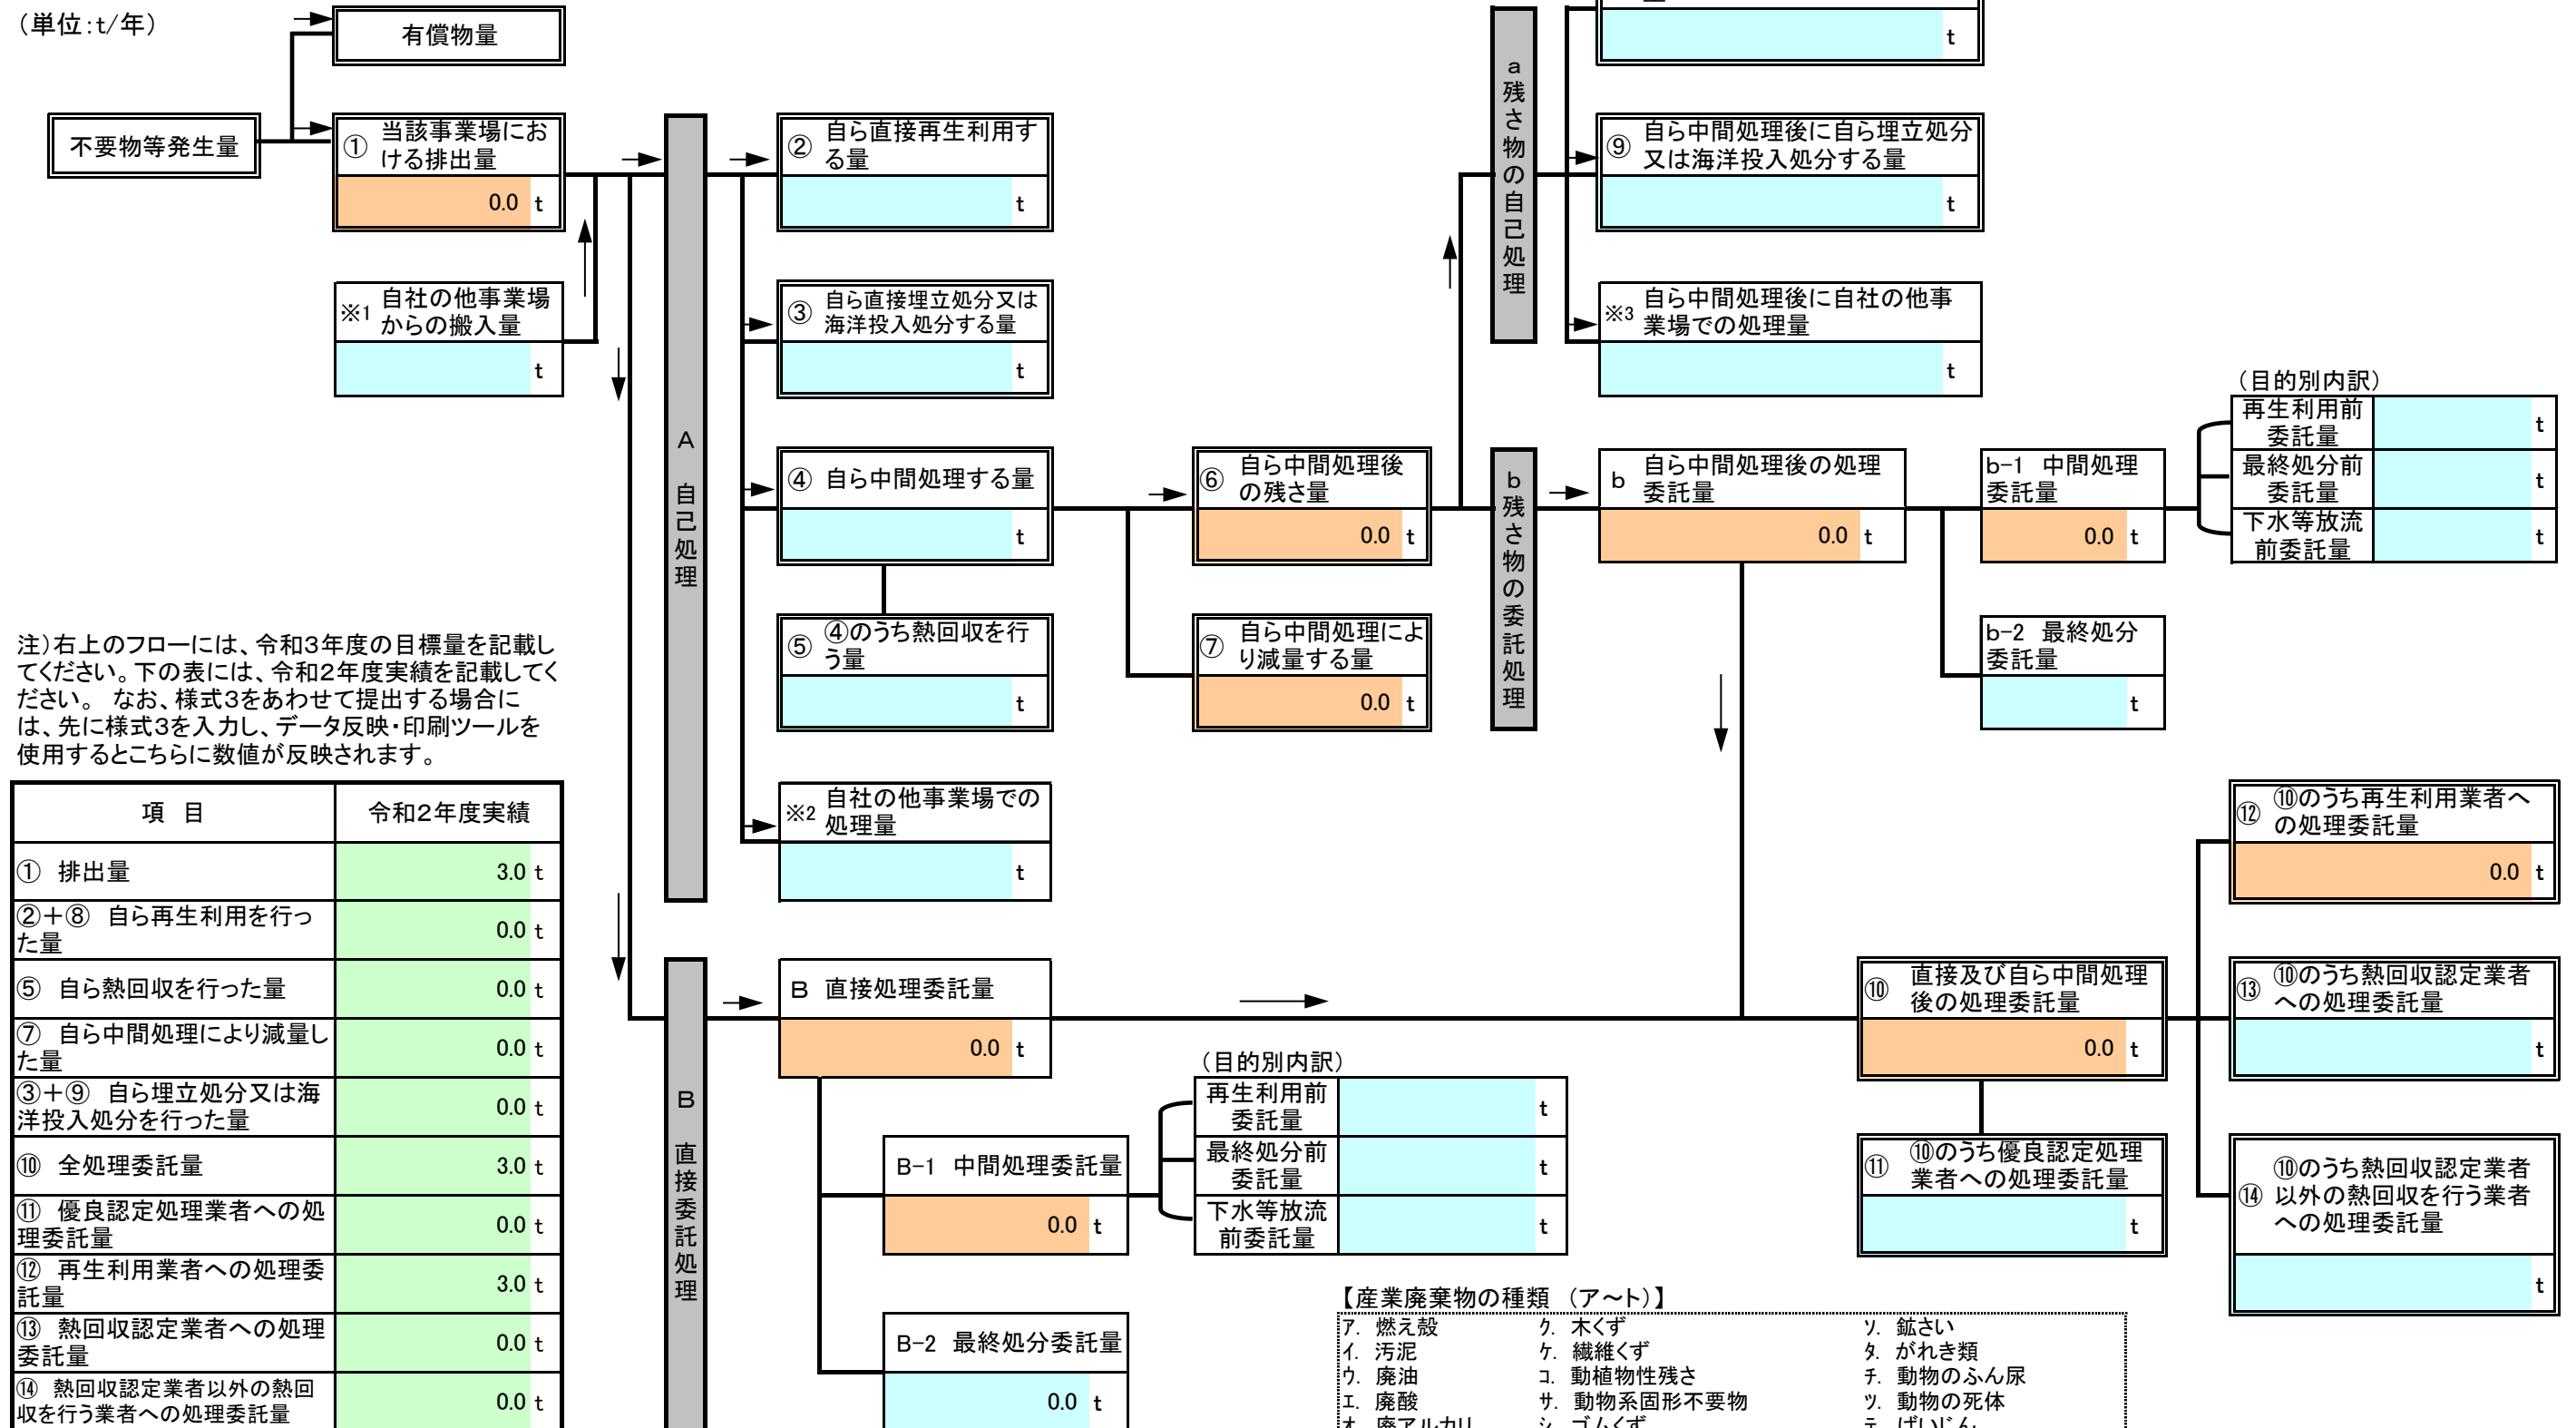 （単位：t/年）
有償物量
不要物等発生量
① 当該事業場にお
ける排出量
0.0 t
※1 自社の他事業場
からの搬入量
t
A 自己処理
② 自ら直接再生利用す
る量
t
③ 自ら直接埋立処分又は
海洋投入処分する量
t
④ 自ら中間処理する量
t
⑤ ④のうち熱回収を行
う量
t
※2 自社の他事業場での
処理量
t
⑥ 自ら中間処理後
の残さ量
0.0 t
⑦ 自ら中間処理によ
り減量する量
0.0 t
a残さ物の自己処理
t
⑨ 自ら中間処理後に自ら埋立処分
又は海洋投入処分する量
t
※3 自ら中間処理後に自社の他事
業場での処理量
t
b残さ物の委託処理
b 自ら中間処理後の処理
委託量
0.0 t
b-1 中間処理
委託量
0.0 t
b-2 最終処分
委託量
t
（目的別内訳）
再生利用前
委託量
t
最終処分前
委託量
t
下水等放流
前委託量
t
注）右上のフローには、令和３年度の目標量を記載し
てください。下の表には、令和２年度実績を記載してく
ださい。 なお、様式３をあわせて提出する場合に
は、先に様式３を入力し、データ反映・印刷ツールを
使用するとこちらに数値が反映されます。
項 目 令和２年度実績
① 排出量 3.0 t
②＋⑧ 自ら再生利用を行っ
た量 0.0 t
⑤ 自ら熱回収を行った量 0.0 t
⑦ 自ら中間処理により減量し
た量 0.0 t
③＋⑨ 自ら埋立処分又は海
洋投入処分を行った量 0.0 t
⑩ 全処理委託量 3.0 t
⑪ 優良認定処理業者への処
理委託量 0.0 t
⑫ 再生利用業者への処理委
託量 3.0 t
⑬ 熱回収認定業者への処理
委託量 0.0 t
⑭ 熱回収認定業者以外の熱回
収を行う業者への処理委託量 0.0 t
B 直接委託処理
B 直接処理委託量
0.0 t
B-1 中間処理委託量
0.0 t
B-2 最終処分委託量
0.0 t
（目的別内訳）
再生利用前
委託量
t
最終処分前
委託量
t
下水等放流
前委託量
t
⑩ 直接及び自ら中間処理
後の処理委託量
0.0 t
⑪ ⑩のうち優良認定処理
業者への処理委託量
t
⑫ ⑩のうち再生利用業者へ
の処理委託量
0.0 t
⑬ ⑩のうち熱回収認定業者
への処理委託量
t
⑭ ⑩のうち熱回収認定業者
以外の熱回収を行う業者
への処理委託量
t
【産業廃棄物の種類 （ア～ト）】
ｱ. 燃え殻 ｸ. 木くず ｿ. 鉱さい
ｲ. 汚泥 ｹ. 繊維くず ﾀ. がれき類
ｳ. 廃油 ｺ. 動植物性残さ ﾁ. 動物のふん尿
ｴ. 廃酸 ｻ. 動物系固形不要物 ﾂ. 動物の死体
ｵ. 廃アルカリ ｼ. ゴムくず ﾃ. ばいじん